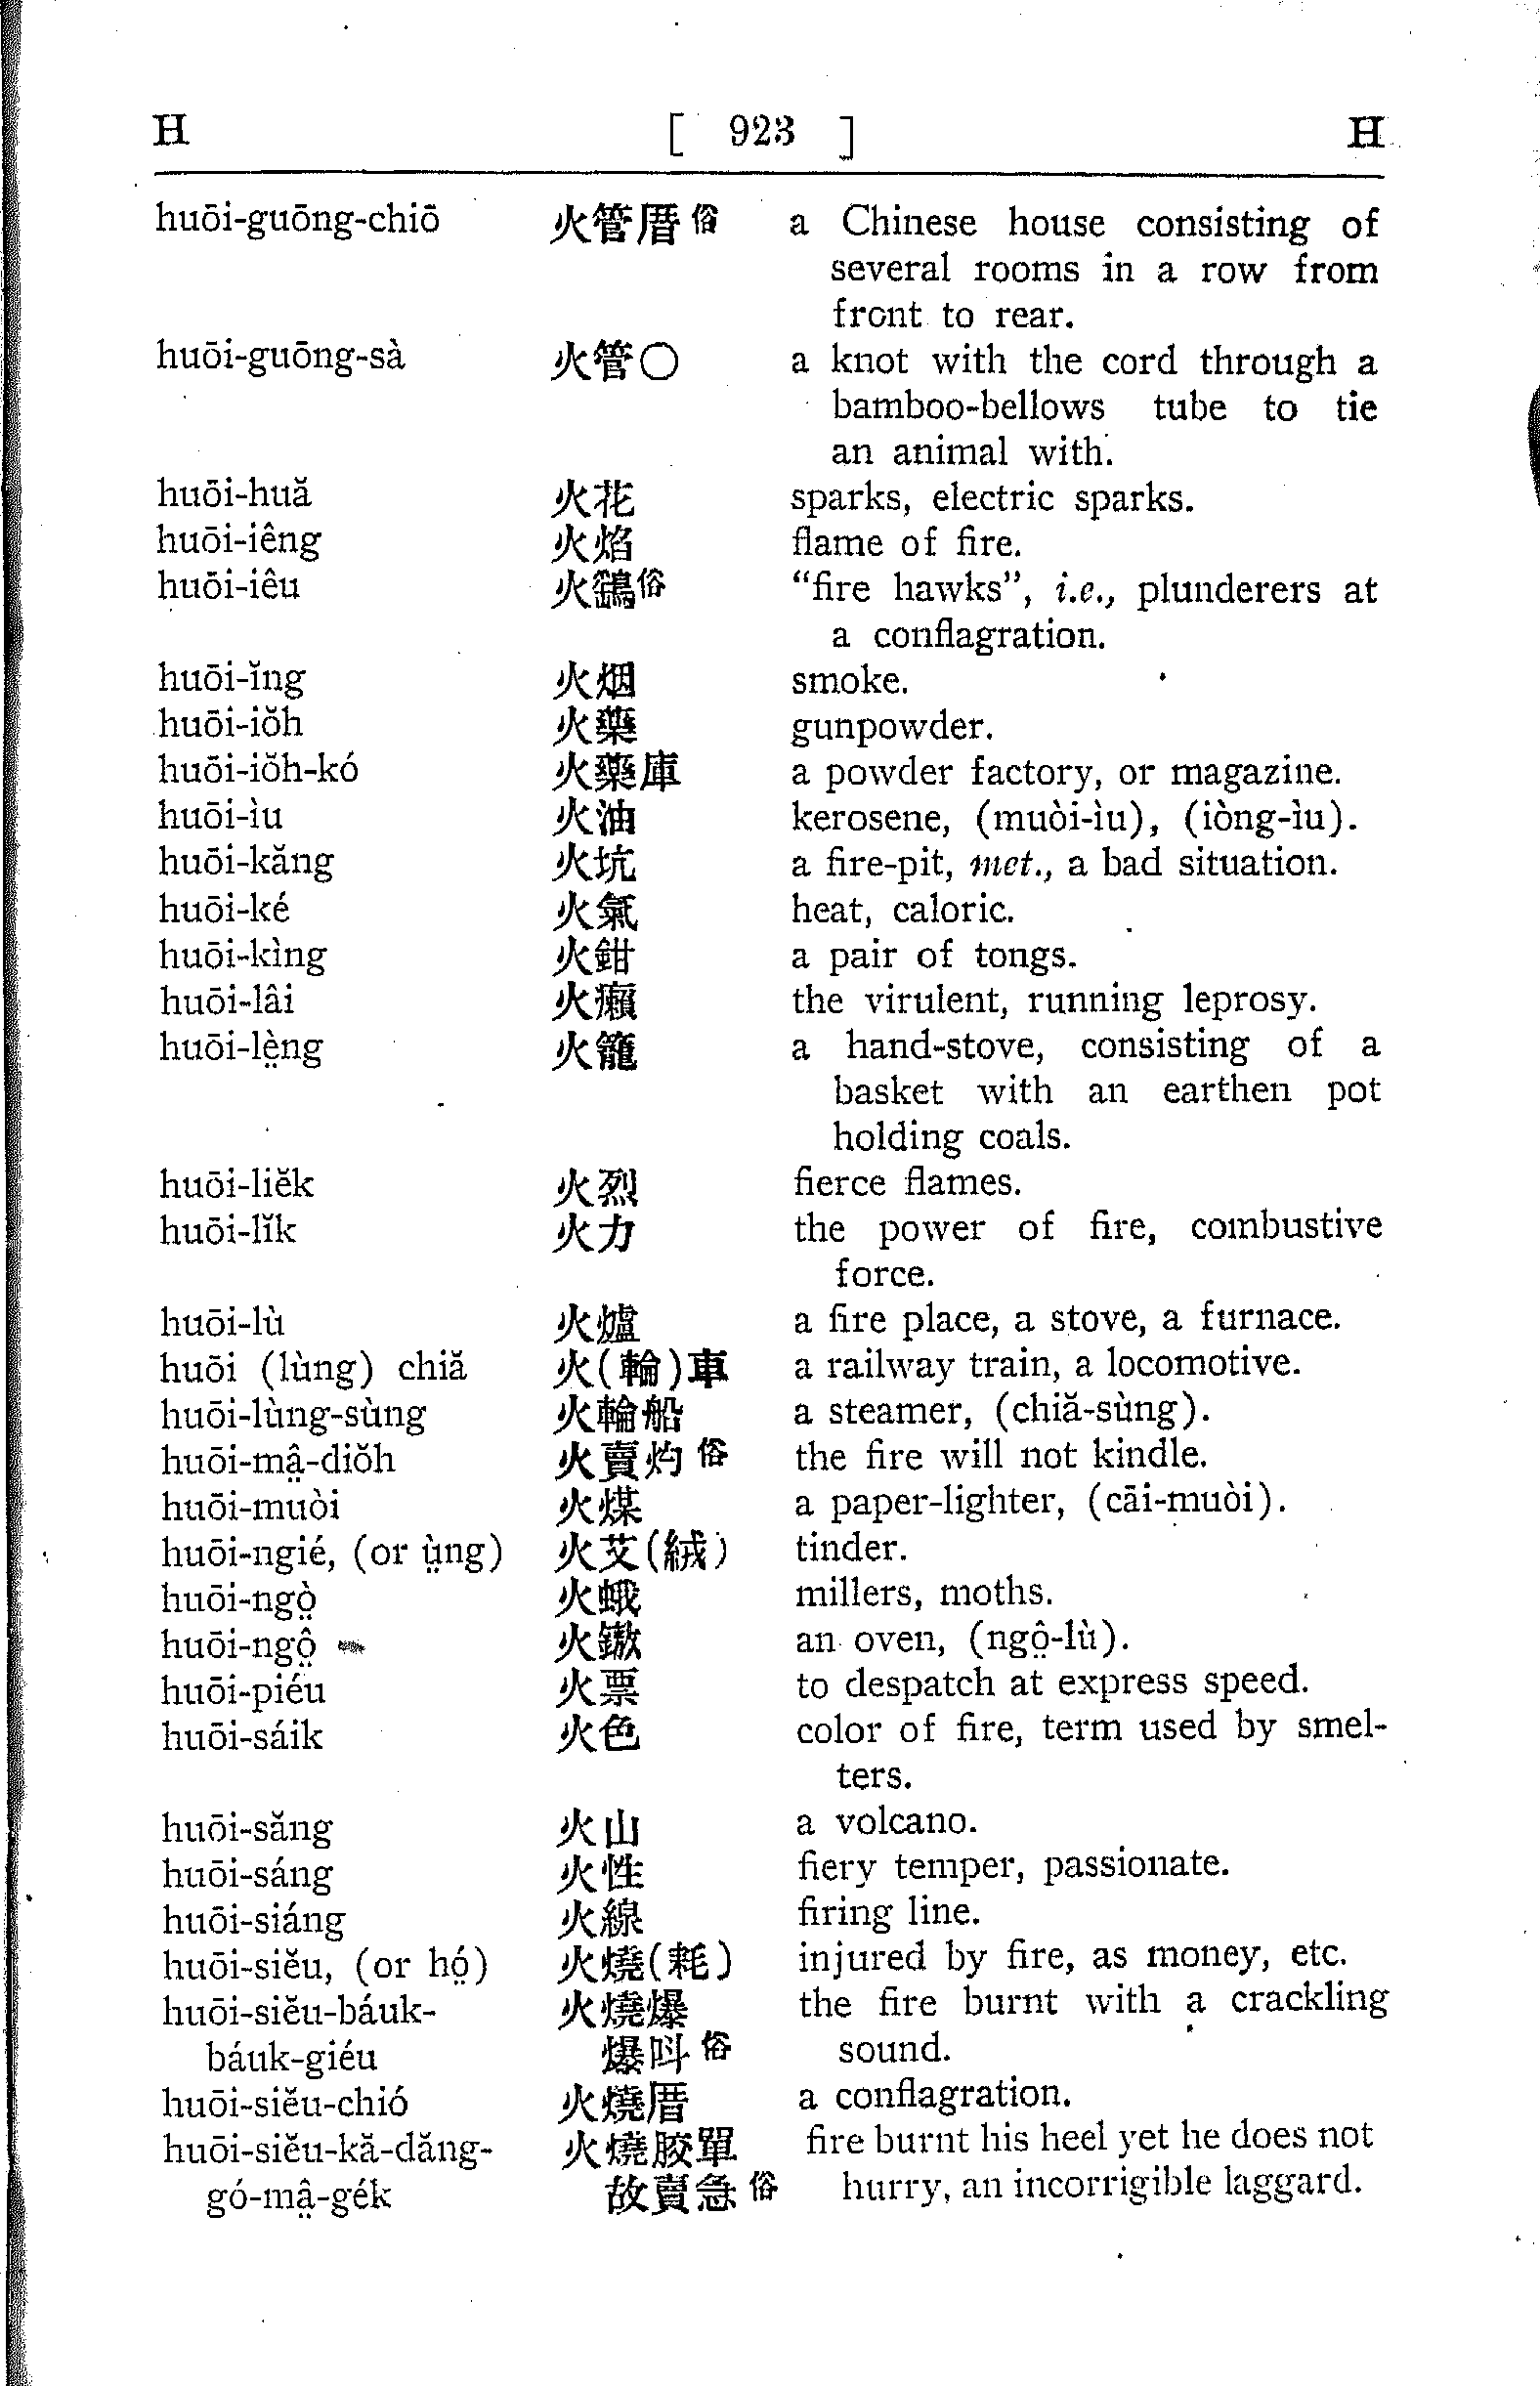 H [ 923 ] H
huōi-guōng-chiō 火管厝俗 a Chinese house consisting of
several rooms in a row from
front to rear.
huōi-guōng-sà 火管〇 a knot with the cord through a
bamboo-bellows tube to tie
an animal with.
huōi-huă 火花 sparks, electric sparks.
huōi-iêng 火焰 flame of fire.
huōi-iêu 火鷂俗 “fire hawks”, i.e., plunderers at
a conflagration.
huōi-ĭng 火烟 smoke.
huōi-iŏh 火藥 gunpowder.
huōi-iŏh-kó 火藥庫 a powder factory, or magazine.
huōi-ìu 火油 kerosene, (muòi-ìu), (iòng-ìu).
huōi-kăng 火坑 a fire-pit, met., a bad situation.
huōi-ké 火氣 heat, caloric.
huōi-kìng 火鉗 a pair of tongs.
huōi-lâi 火癩 the virulent, running leprosy.
huōi-lè̤ng 火籠 a hand-stove, consisting of a
basket with an earthen pot
holding coals.
huōi-liĕk 火烈 fierce flames.
huōi-lĭk 火力 the power of fire, combustive
force.
huōi-lù 火爐 a fire place, a stove, a furnace.
huōi (lùng) chiă 火(輪)車 a railway train, a locomotive.
huōi-lùng-sùng 火輪船 a steamer, (chiă-sùng).
huōi-mâ̤-diŏh 火賣灼俗 the fire will not kindle.
huōi-muòi 火煤 a paper-lighter, (cāi-muòi).
huōi-ngié, (or ṳ̀ng) 火艾(絨) tinder.
huōi-ngò̤ 火蛾 millers, moths.
huōi-ngô̤ 火鏾 an oven, (ngô̤-lù).
huōi-piéu 火票 to despatch at express speed.
huōi-sáik 火色 color of fire, term used by smel-
ters.
huōi-săng 火山 a volcano.
huōi-sáng 火性 fiery temper, passionate.
huōi-siáng 火線 firing line.
huōi-siĕu, (or hó̤) 火燒(耗) injured by fire, as money, etc.
huōi-siĕu-báuk- 火燒爆 the fire burnt with a crackling
báuk-giéu 爆呌俗 sound.
huōi-siĕu-chió 火燒厝 a conflagration.
huōi-siĕu-kă-dăng- 火燒骹單 fire burnt his heel yet he does not
gó-mâ̤-gék 故賣急俗 hurry, an incorrigible laggard.